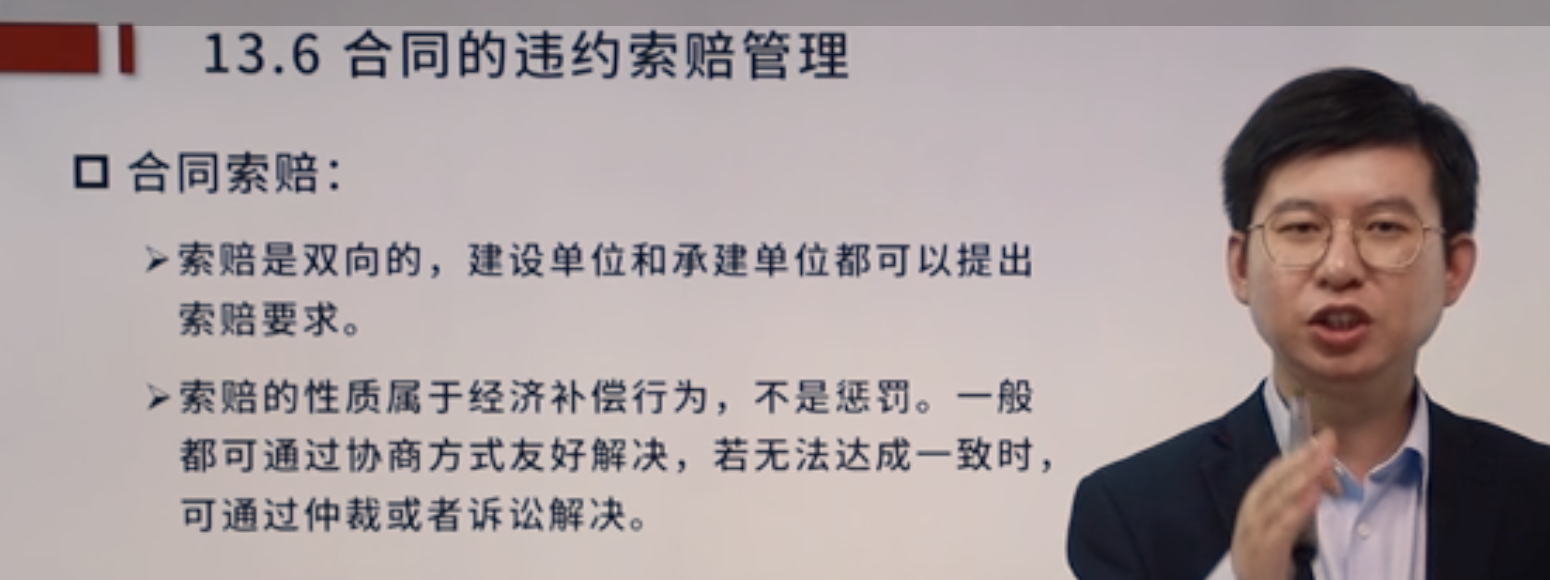 13.6 合同的违约索赔管理
合同索赔：
索赔是双向的，建设单位和承建单位都可以提出
索赔要求。
索赔的性质属于经济补偿行为，不是惩罚。一般
都可通过协商方式友好解决，若无法达成一致时，
可通过仲裁或者诉讼解决。